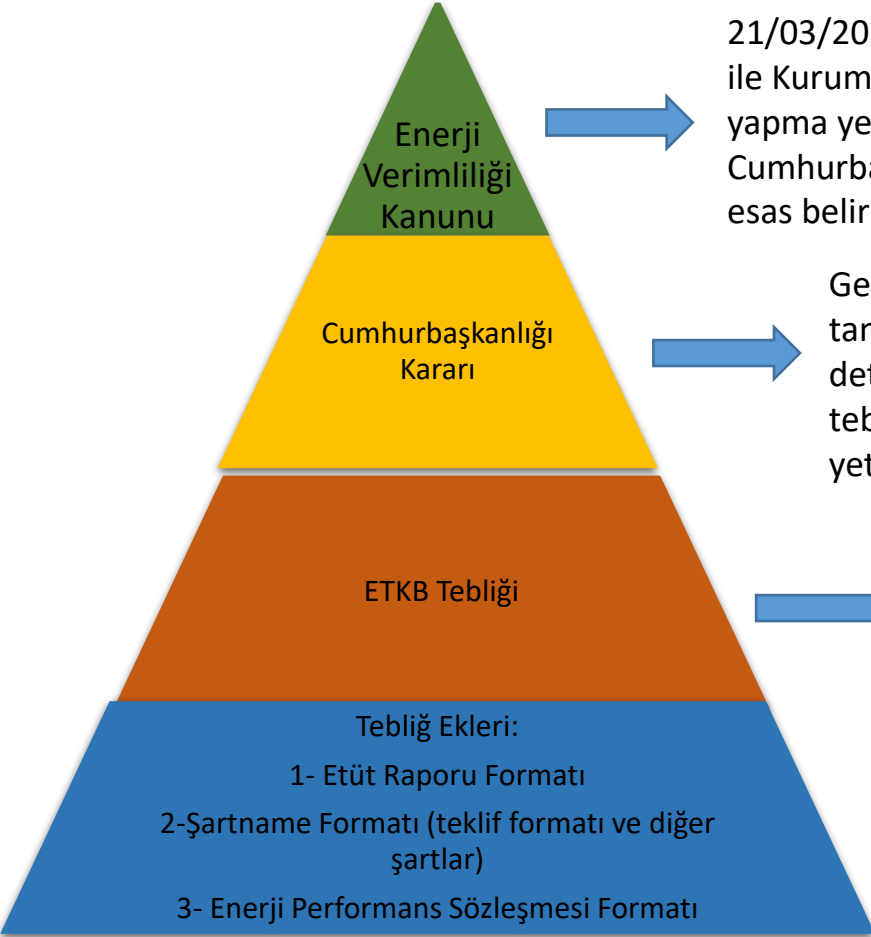 Enerji
Verimliliği
Kanunu
21/03/20
ile Kurum
yapma ye
Cumhurba
esas belir
Cumhurbaşkanlığı
Kararı
Ge
tar
det
teb
yet
ETKB Tebliği
Tebliğ Ekleri:
1- Etüt Raporu Formatı
2-Şartname Formatı (teklif formatı ve diğer
şartlar)
3- Enerji Performans Sözleşmesi Formatı